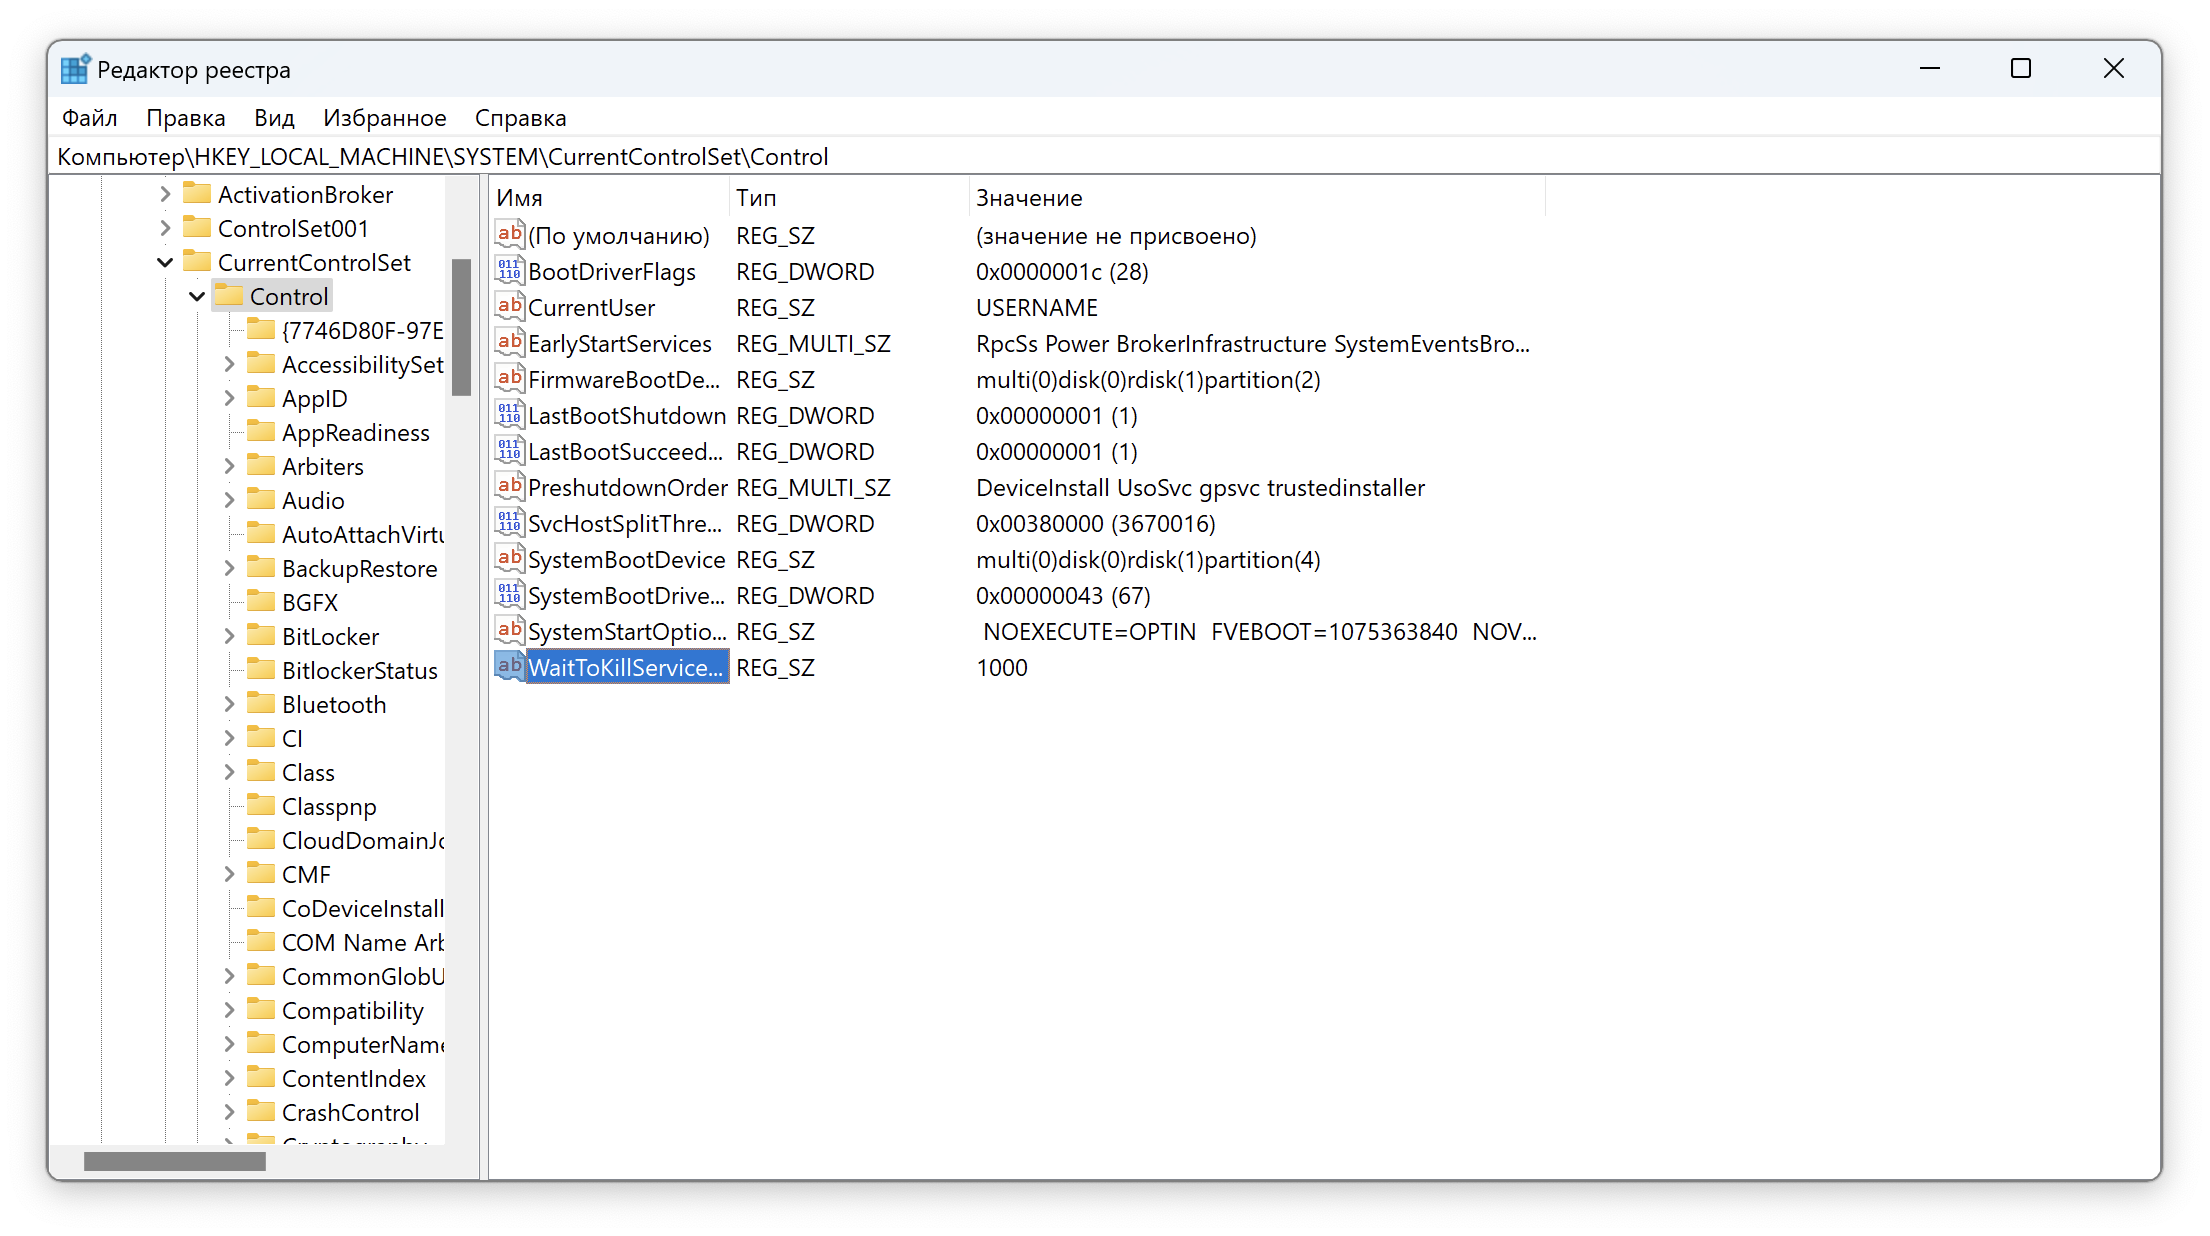 Редактор реестра
Файл Правка Вид Избранное Справка
Компьютер\HKEY_LOCAL_MACHINE\SYSTEM\CurrentControlSet\Control
ActivationBroker
ControlSet001
CurrentControlSet
Control
{7746D80F-97E
AccessibilitySet
AppID
AppReadiness
Arbiters
Audio
AutoAttachVirtu
BackupRestore
BGFX
BitLocker
BitlockerStatus
Bluetooth
CI
Class
Classpnp
CloudDomainJo
CMF
CoDeviceInstall
COM Name Arb
CommonGlobU
Compatibility
ComputerName
ContentIndex
CrashControl
Cryptography
Имя Тип Значение
(По умолчанию) REG_SZ (значение не присвоено)
BootDriverFlags REG_DWORD 0x0000001c (28)
CurrentUser REG_SZ USERNAME
EarlyStartServices REG_MULTI_SZ RpcSs Power BrokerInfrastructure SystemEventsBro...
FirmwareBootDe... REG_SZ multi(0)disk(0)rdisk(1)partition(2)
LastBootShutdown REG_DWORD 0x00000001 (1)
LastBootSucceed... REG_DWORD 0x00000001 (1)
PreshutdownOrder REG_MULTI_SZ DeviceInstall UsoSvc gpsvc trustedinstaller
SvcHostSplitThre... REG_DWORD 0x00380000 (3670016)
SystemBootDevice REG_SZ multi(0)disk(0)rdisk(1)partition(4)
SystemBootDrive... REG_DWORD 0x00000043 (67)
SystemStartOptio... REG_SZ NOEXECUTE=OPTIN FVEBOOT=1075363840 NOV...
WaitToKillService... REG_SZ 1000